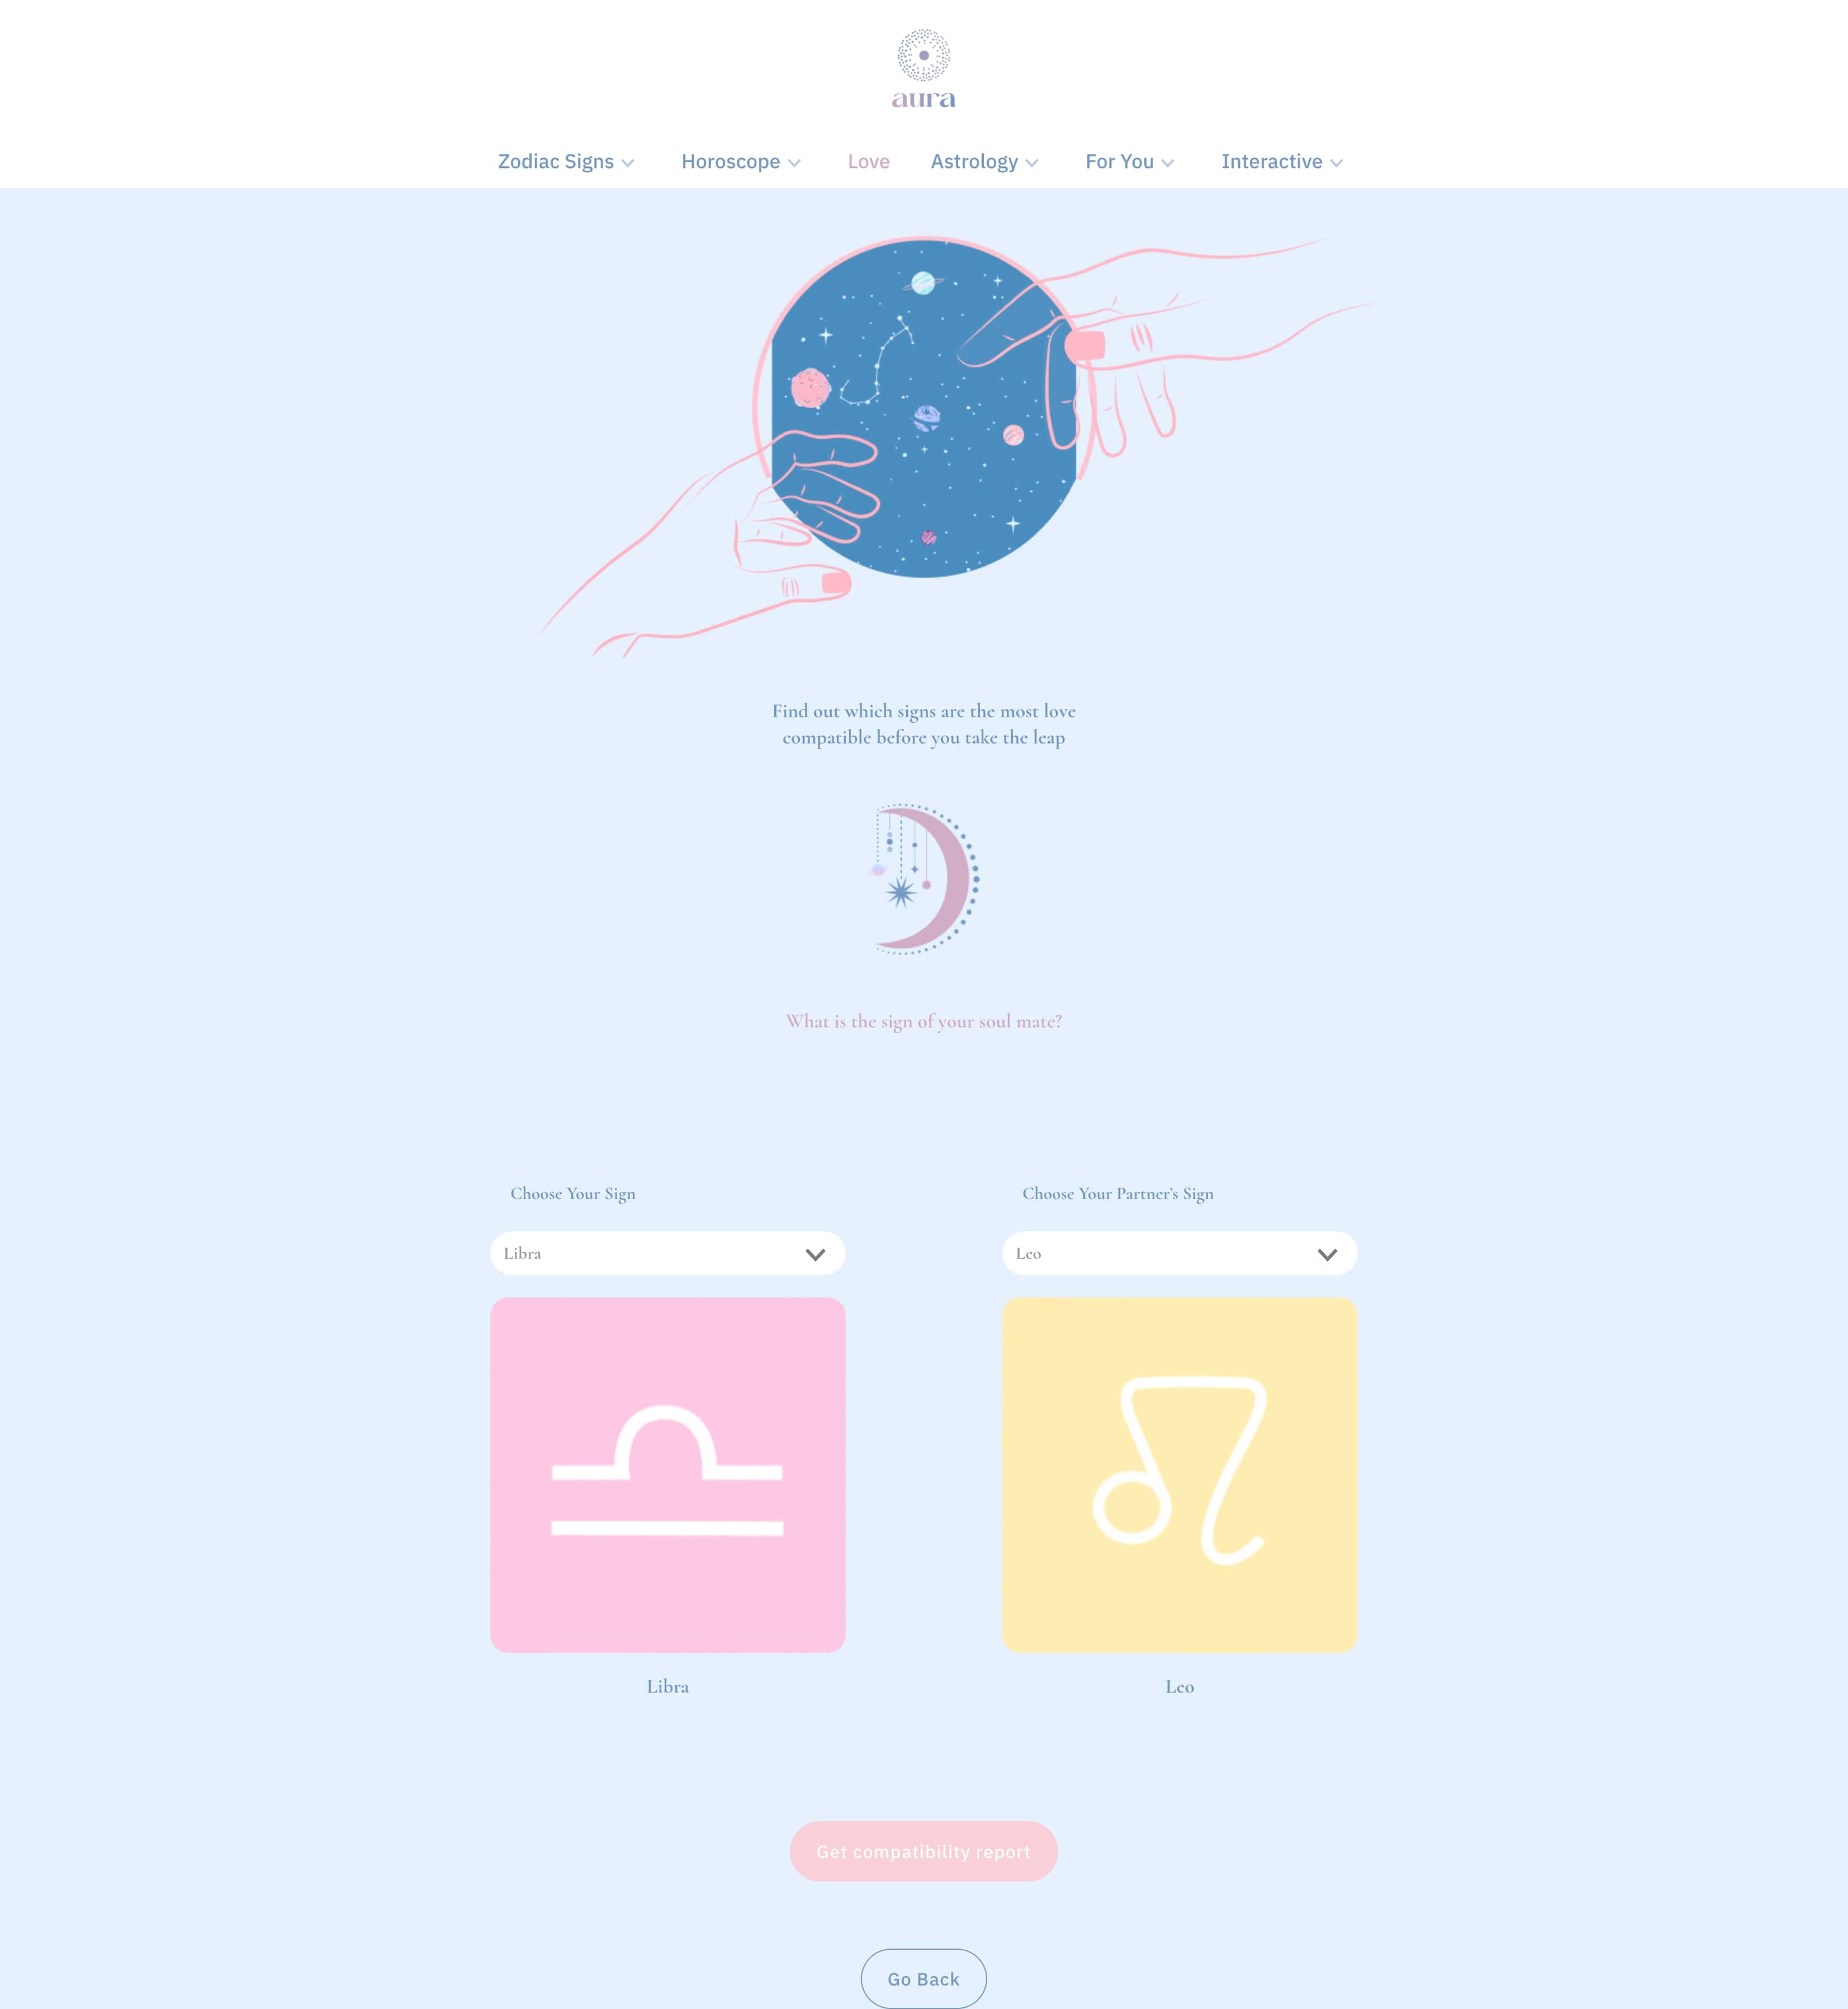 aura
Zodiac Signs
Horoscope
Love
Astrology
For You
Interactive
Find out which signs are the most love
compatible before you take the leap
What is the sign of your soul mate?
Choose Your Sign
Choose Your Partner's Sign
Libra
Leo
Libra
Leo
Get compatibility report
Go Back